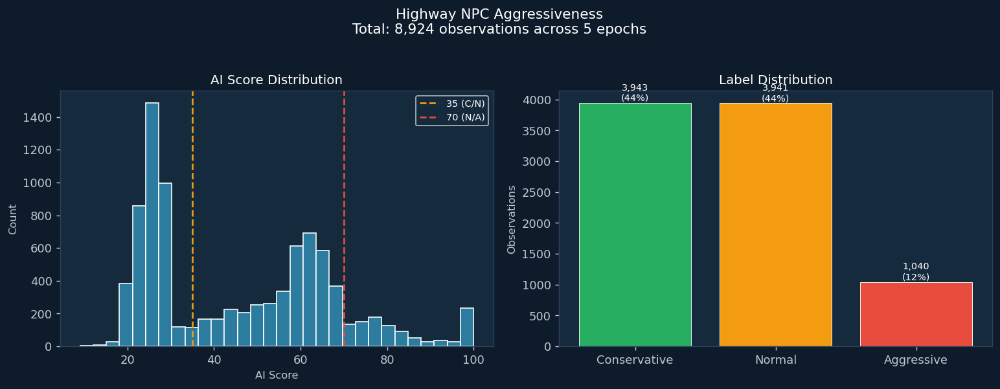 Highway NPC Aggressiveness
Total: 8,924 observations across 5 epochs
AI Score Distribution
1400
1200
1000
800
600
400
200
0
Count
20 40 60 80 100
AI Score
35 (C/N)
70 (N/A)
Label Distribution
4000
3500
3000
2500
2000
1500
1000
500
0
Observations
3,943
(44%)
3,941
(44%)
1,040
(12%)
Conservative Normal Aggressive